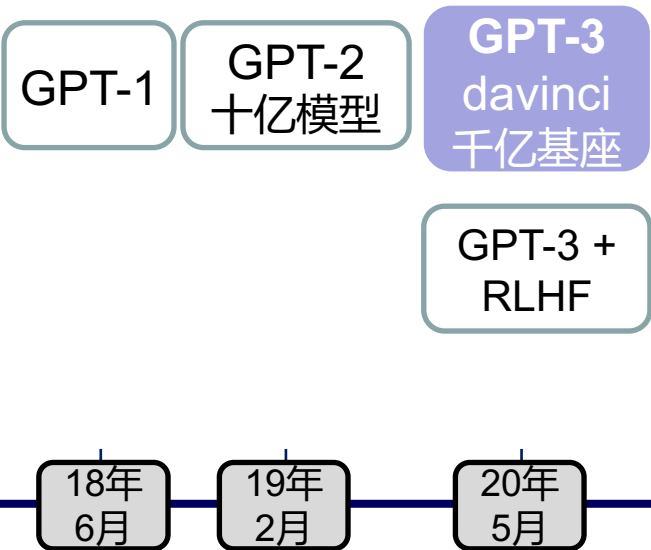 GPT-1
GPT-2
十亿模型
GPT-3
davinci
千亿基座
GPT-3 +
RLHF
18年
6月
19年
2月
20年
5月